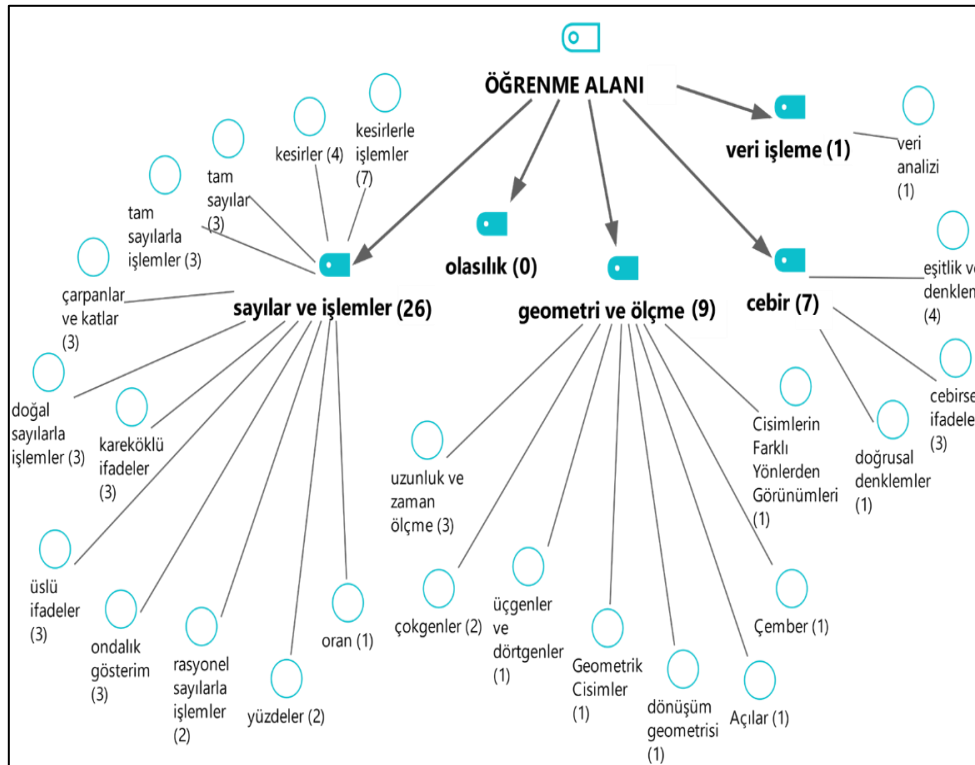 ÖĞRENME ALANI
veri işleme (1)
veri
analizi
(1)
olasılık (0)
sayılar ve işlemler (26)
kesirlerle
işlemler
(7)
kesirler (4)
tam
sayılar
(3)
tam
sayılarla
işlemler (3)
çarpanlar
ve katlar
(3)
doğal
sayılarla
işlemler (3)
kareköklü
ifadeler
(3)
üslü
ifadeler
(3)
ondalık
gösterim
(3)
rasyonel
sayılarla
işlemler
(2)
yüzdeler (2)
oran (1)
geometri ve ölçme (9)
uzunluk ve
zaman
ölçme (3)
çokgenler (2)
üçgenler
ve
dörtgenler
(1)
Geometrik
Cisimler
(1)
dönüşüm
geometrisi
(1)
Açılar (1)
Çember (1)
Cisimlerin
Farklı
Yönlerden
Görünümleri
(1)
cebir (7)
eşitlik ve
denklem
(4)
cebirse
ifadele
(3)
doğrusal
denklemler
(1)